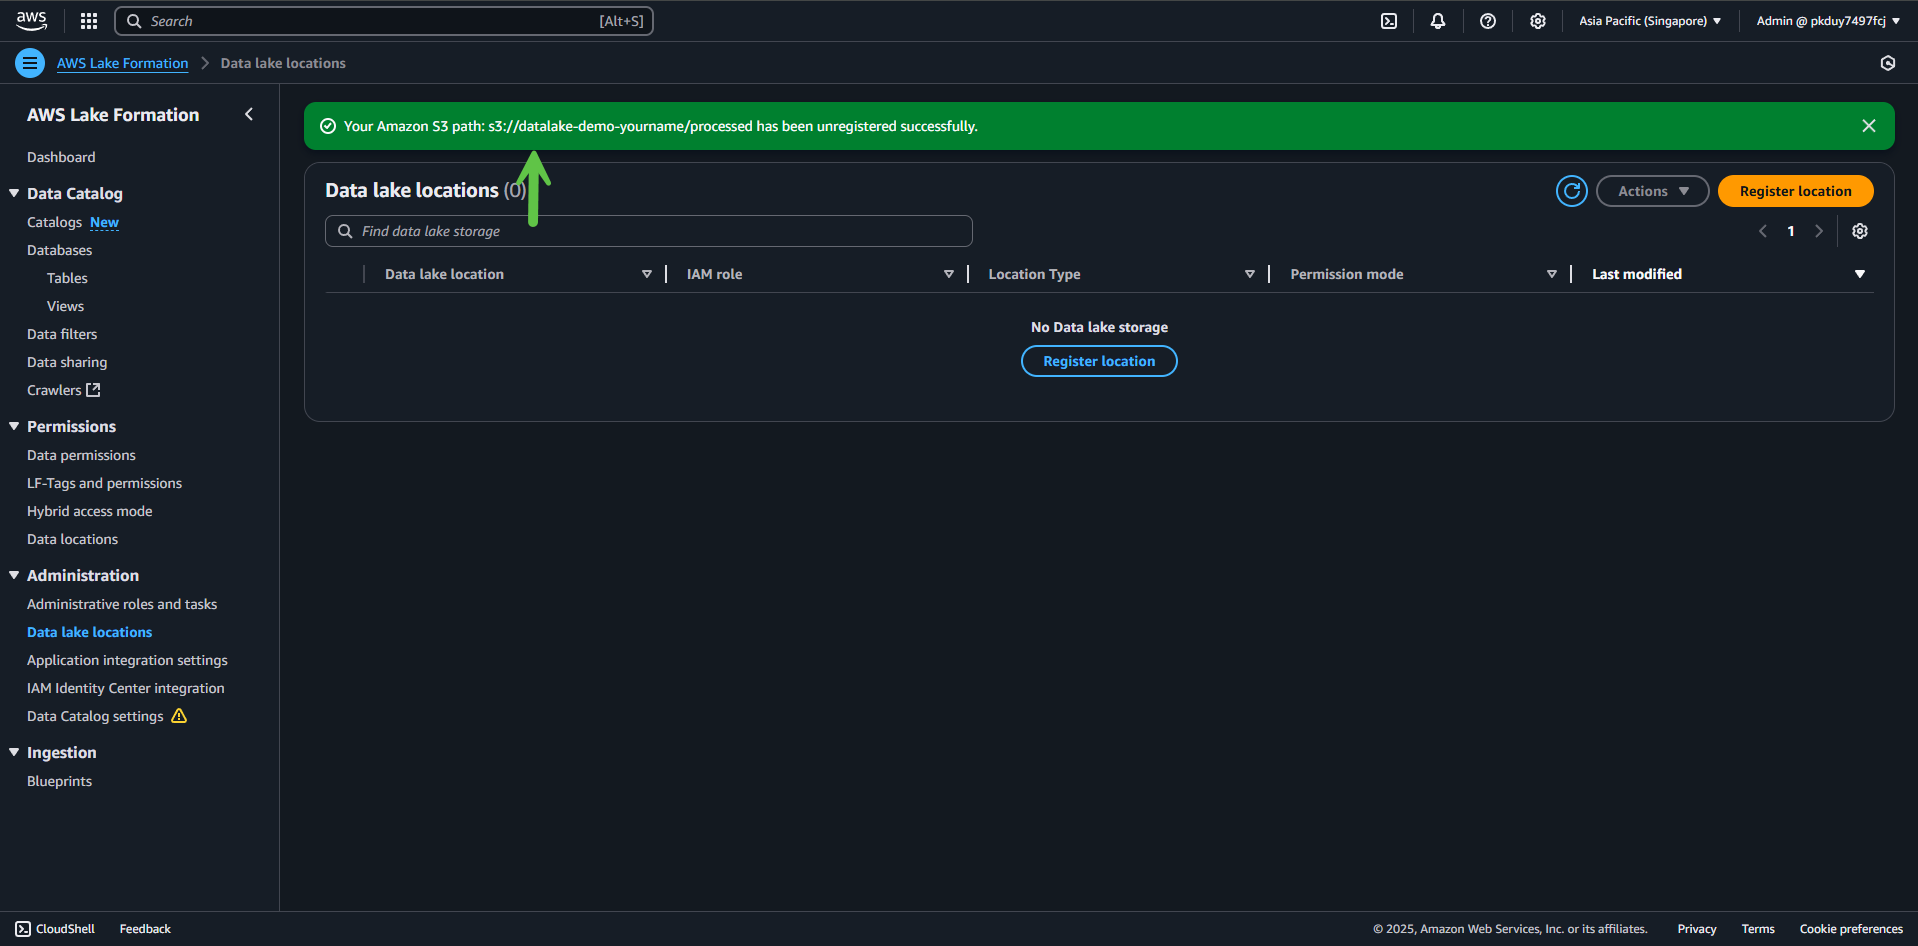 aws
Search [Alt+S]
Asia Pacific (Singapore)
Admin @ pkduy7497fcj
AWS Lake Formation > Data lake locations
AWS Lake Formation
Dashboard
Data Catalog
Catalogs New
Databases
Tables
Views
Data filters
Data sharing
Crawlers
Permissions
Data permissions
LF-Tags and permissions
Hybrid access mode
Data locations
Administration
Administrative roles and tasks
Data lake locations
Application integration settings
IAM Identity Center integration
Data Catalog settings
Ingestion
Blueprints
Your Amazon S3 path: s3://datalake-demo-yourname/processed has been unregistered successfully.
Data lake locations (0)
Actions
Register location
Find data lake storage
1
Data lake location IAM role Location Type Permission mode Last modified
No Data lake storage
Register location
CloudShell Feedback
© 2025, Amazon Web Services, Inc. or its affiliates. Privacy Terms Cookie preferences